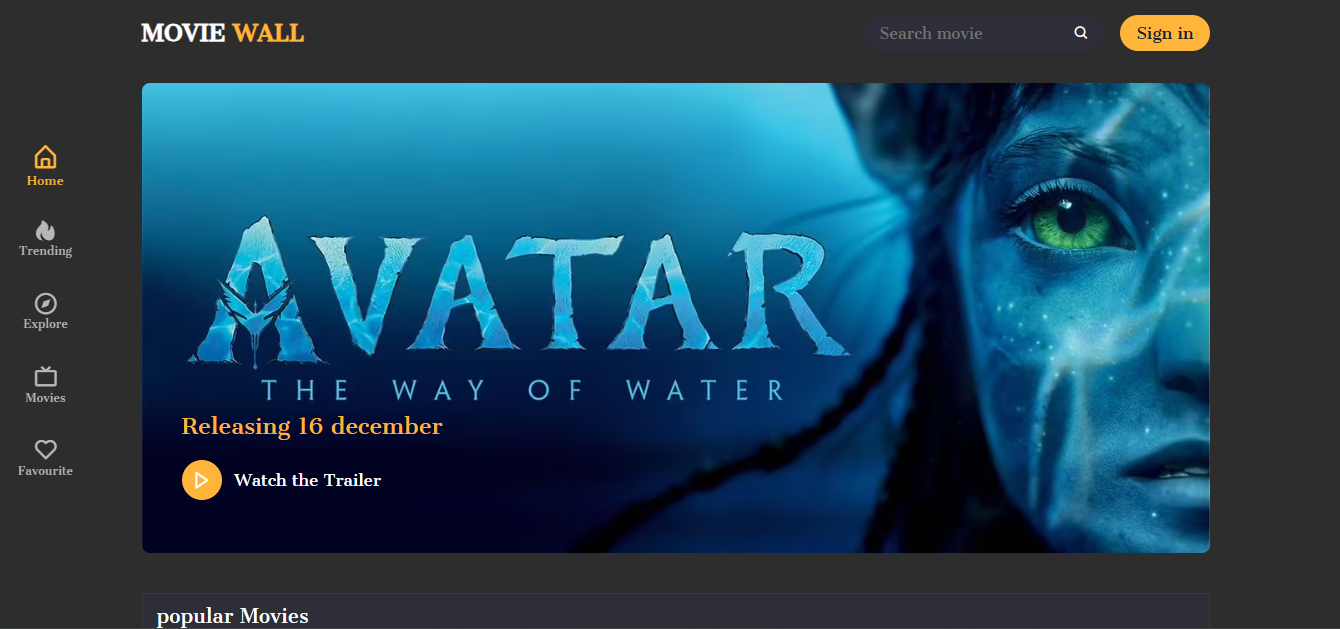 MOVIE WALL
Search movie
Sign in
Home
Trending
Explore
Movies
Favourite
AVATAR
THE WAY OF WATER
Releasing 16 december
Watch the Trailer
popular Movies